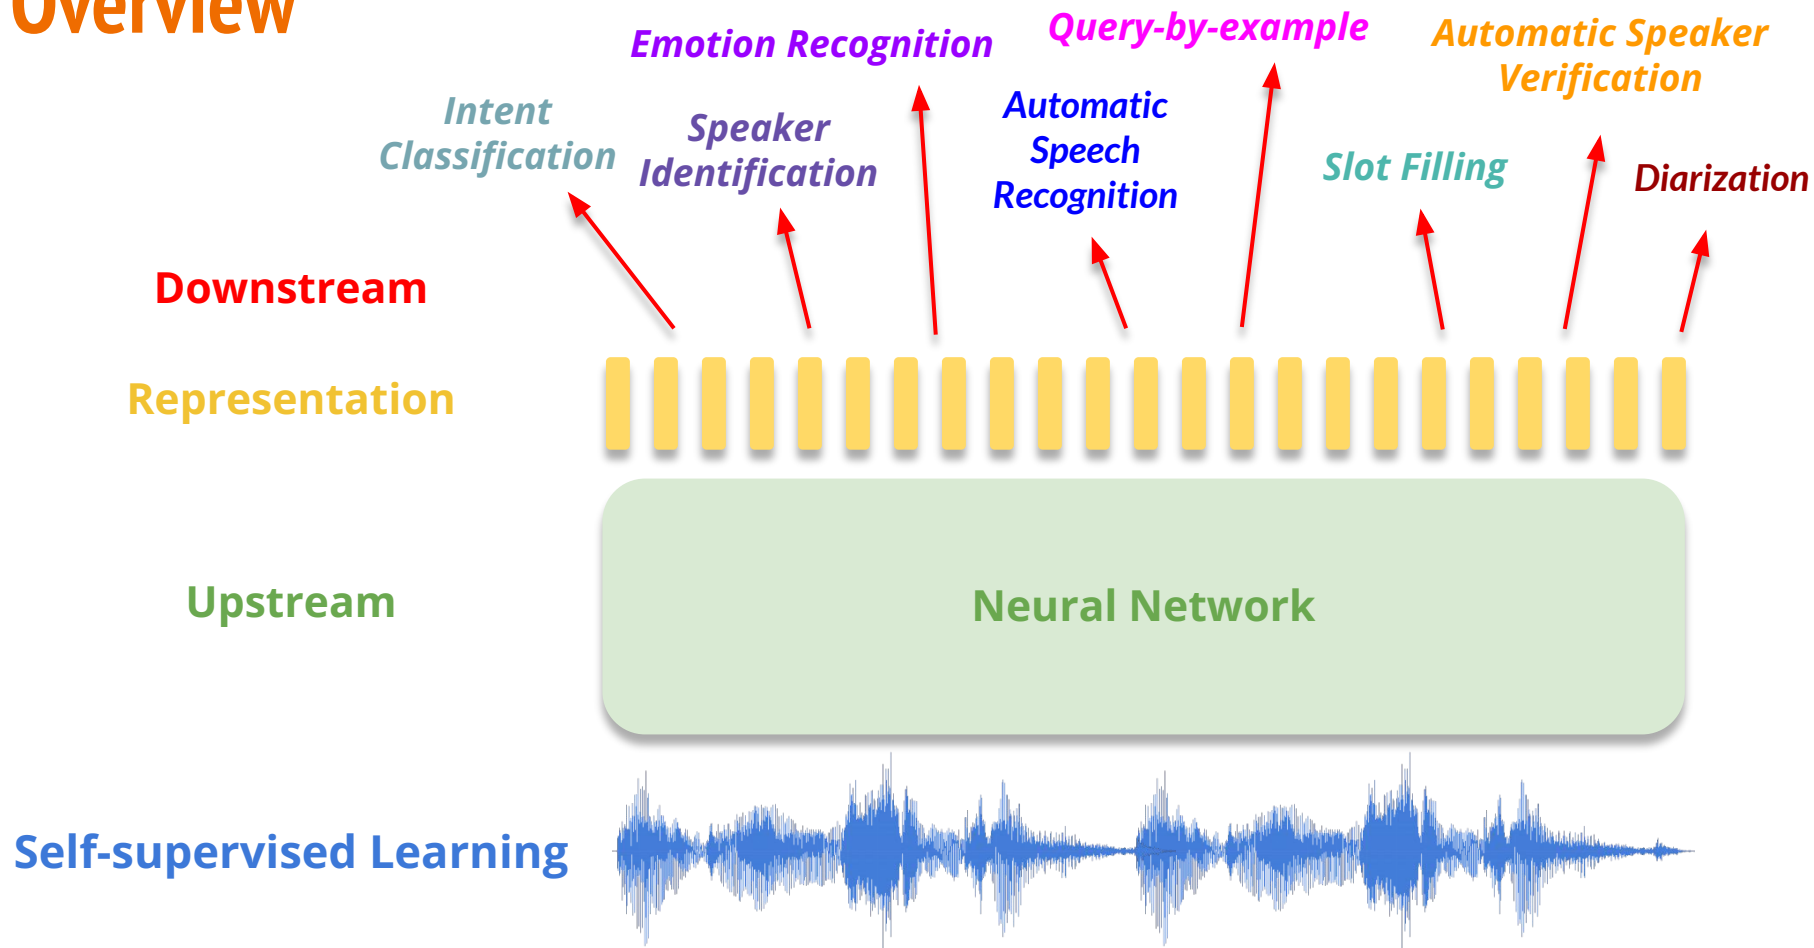 Overview
Emotion Recognition
Query-by-example
Automatic Speaker
Verification
Intent
Classification
Speaker
Identification
Automatic
Speech
Recognition
Slot Filling
Diarization
Downstream
Representation
Upstream
Neural Network
Self-supervised Learning